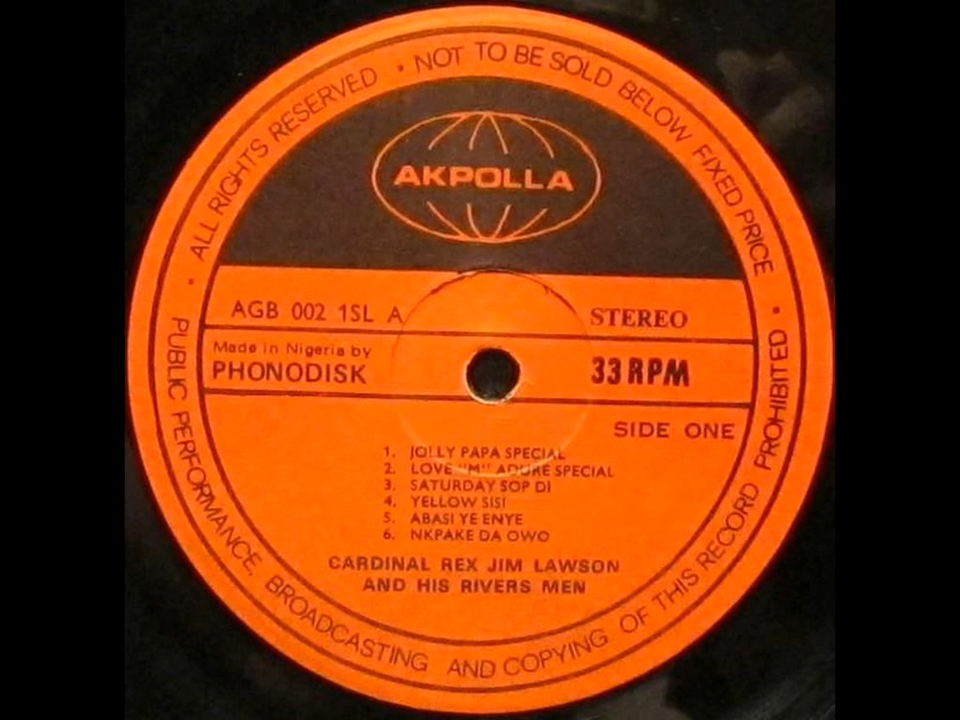 ALL RIGHTS RESERVED • NOT TO BE SOLD BELOW FIXED PRICE •
PUBLIC PERFORMANCE, BROADCASTING AND COPYING OF THIS RECORD PROHIBITED
AKPOLLA
AGB 002 1SL A
STEREO
Made in Nigeria by
PHONODISK
33 RPM
SIDE ONE
1. JOLLY PAPA SPECIAL
2. LOVE "M" ADURE SPECIAL
3. SATURDAY SOP DI
4. YELLOW SISI
5. ABASI YE ENYE
6. NKPAKE DA OWO
CARDINAL REX JIM LAWSON
AND HIS RIVERS MEN